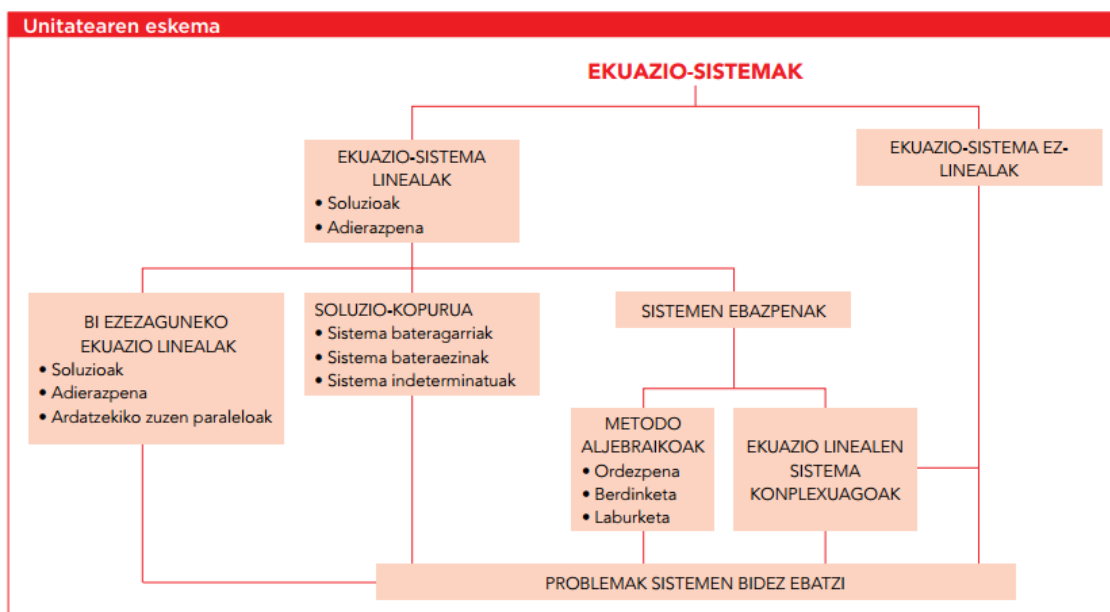 Unitatearen eskema
EKUAZIO-SISTEMAK
EKUAZIO-SISTEMA
LINEALAK
• Soluzioak
• Adierazpena
EKUAZIO-SISTEMA EZ-
LINEALAK
BI EZEZAGUNEKO
EKUAZIO LINEALAK
• Soluzioak
• Adierazpena
• Ardatzekiko zuzen paraleloak
SOLUZIO-KOPURUA
• Sistema bateragarriak
• Sistema bateraezinak
• Sistema indeterminatuak
SISTEMEN EBAZPENAK
METODO
ALJEBRAIKOAK
• Ordezpena
• Berdinketa
• Laburketa
EKUAZIO LINEALEN
SISTEMA
KONPLEXUAGOAK
PROBLEMAK SISTEMEN BIDEZ EBATZI